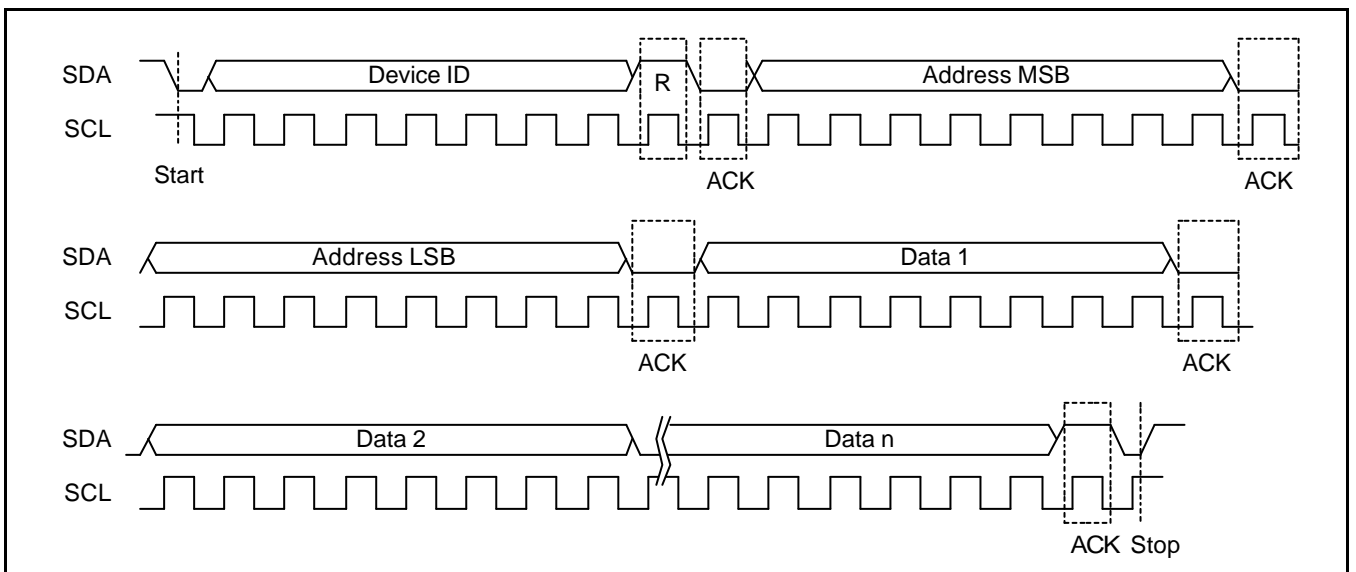 SDA Device ID R Address MSB
SCL
Start ACK ACK
SDA Address LSB Data 1
SCL
ACK ACK
SDA Data 2 Data n
SCL
ACK Stop